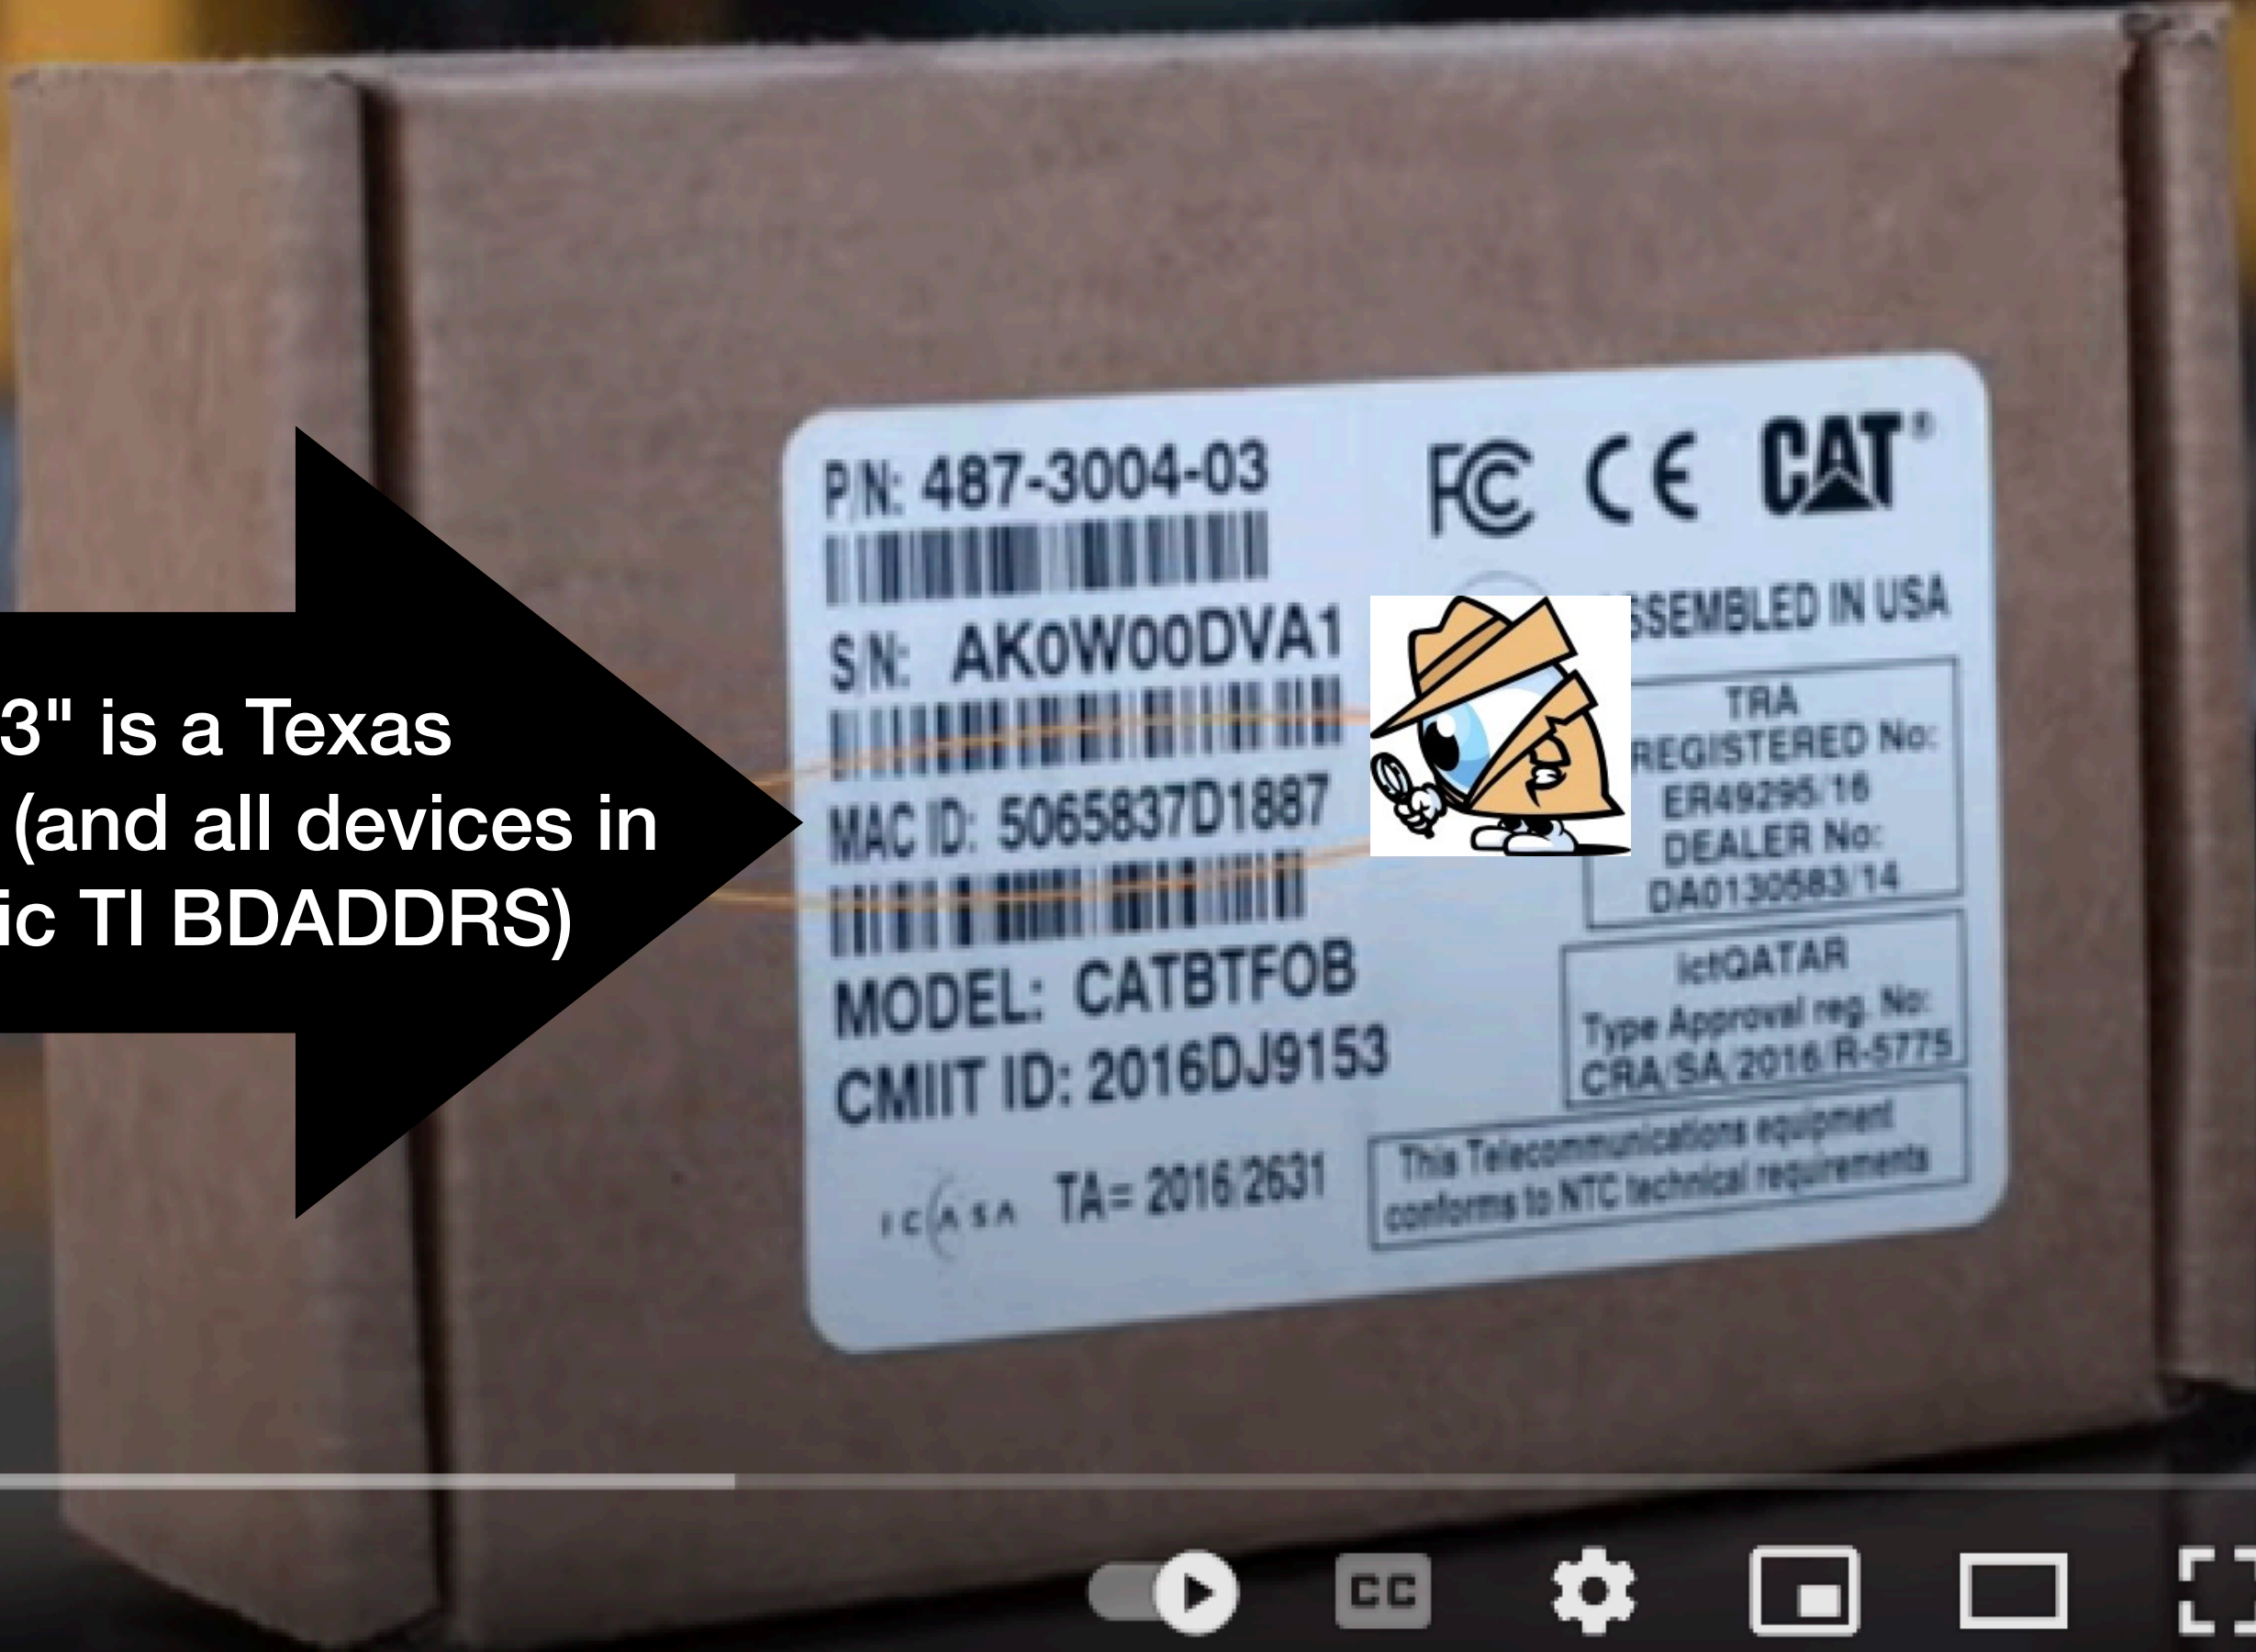 3" is a Texas
(and all devices in
ic TI BDADDRS)
P/N: 487-3004-03
S/N: AK0W00DVA1
MAC ID: 5065837D1887
MODEL: CATBTFOB
CMIIT ID: 2016DJ9153
ICASA TA= 2016/2631
FC CE CAT®
SSEMBLED IN USA
TRA
REGISTERED No:
ER49295/16
DEALER No:
DA0130583/14
ictQATAR
Type Approval reg. No:
CRA/SA/2016/R-5775
This Telecommunications equipment
conforms to NTC technical requirements
CC